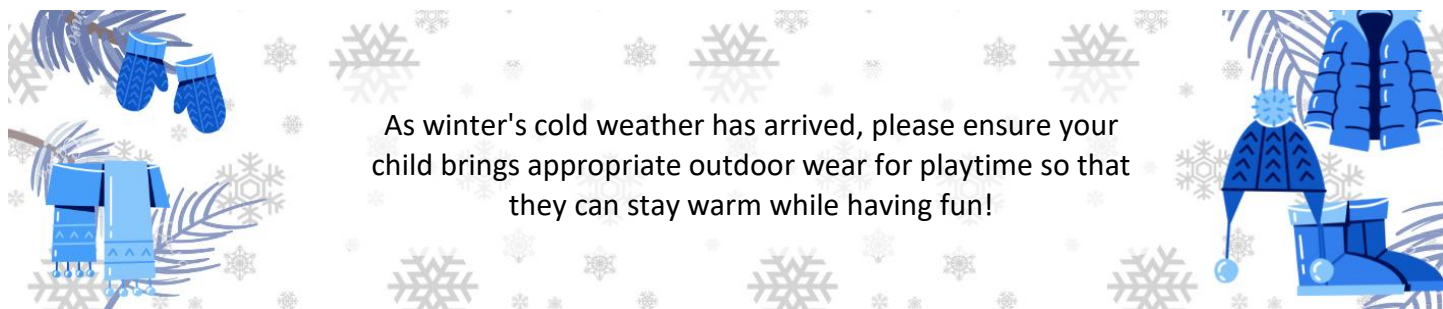 As winter's cold weather has arrived, please ensure your
child brings appropriate outdoor wear for playtime so that
they can stay warm while having fun!